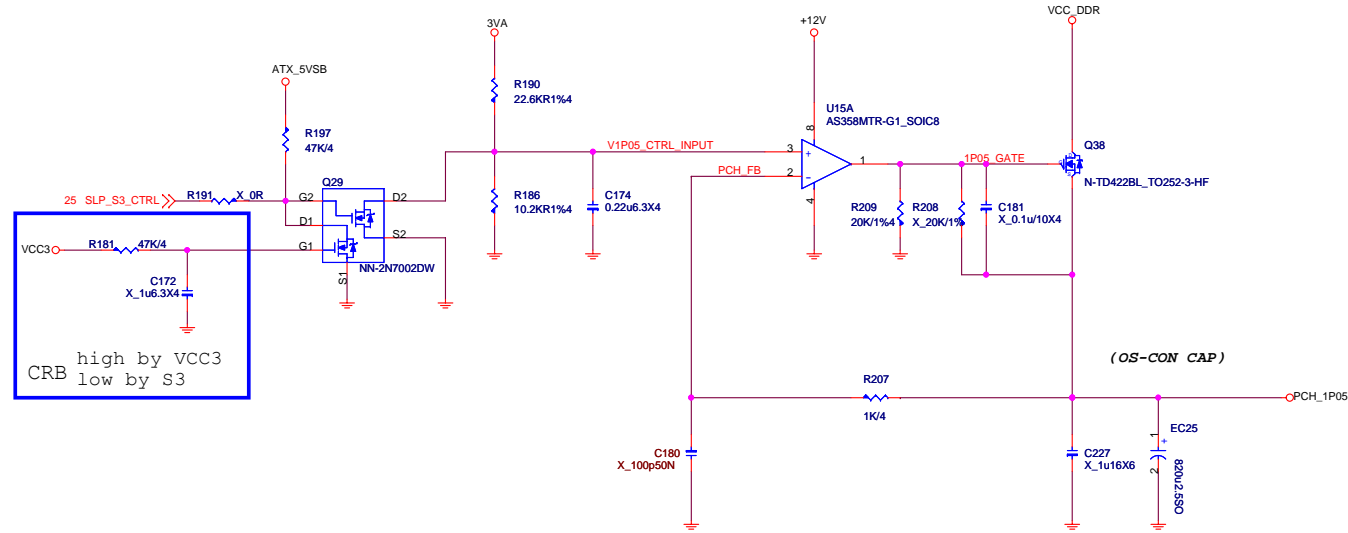 VCC_DDR
+12V
3VA
ATX_5VSB
R190
22.6KR1%4
U15A
AS358MTR-G1_SOIC8
8
R197
47K/4
V1P05_CTRL_INPUT
3
+
1
1P05_GATE
Q38
N-TD422BL_TO252-3-HF
PCH_FB
2
−
4
25 SLP_S3_CTRL
R191
X_0R
Q29
G2
D2
D1
S2
G1
S1
NN-2N7002DW
R186
10.2KR1%4
C174
0.22u6.3X4
R209
20K/1%4
R208
X_20K/1%
C181
X_0.1u/10X4
VCC3
R181
47K/4
C172
X_1u6.3X4
CRB
high by VCC3
low by S3
(OS-CON CAP)
R207
1K/4
PCH_1P05
C180
X_100p50N
C227
X_1u16X6
EC25
1
+
2
820u2.5SO